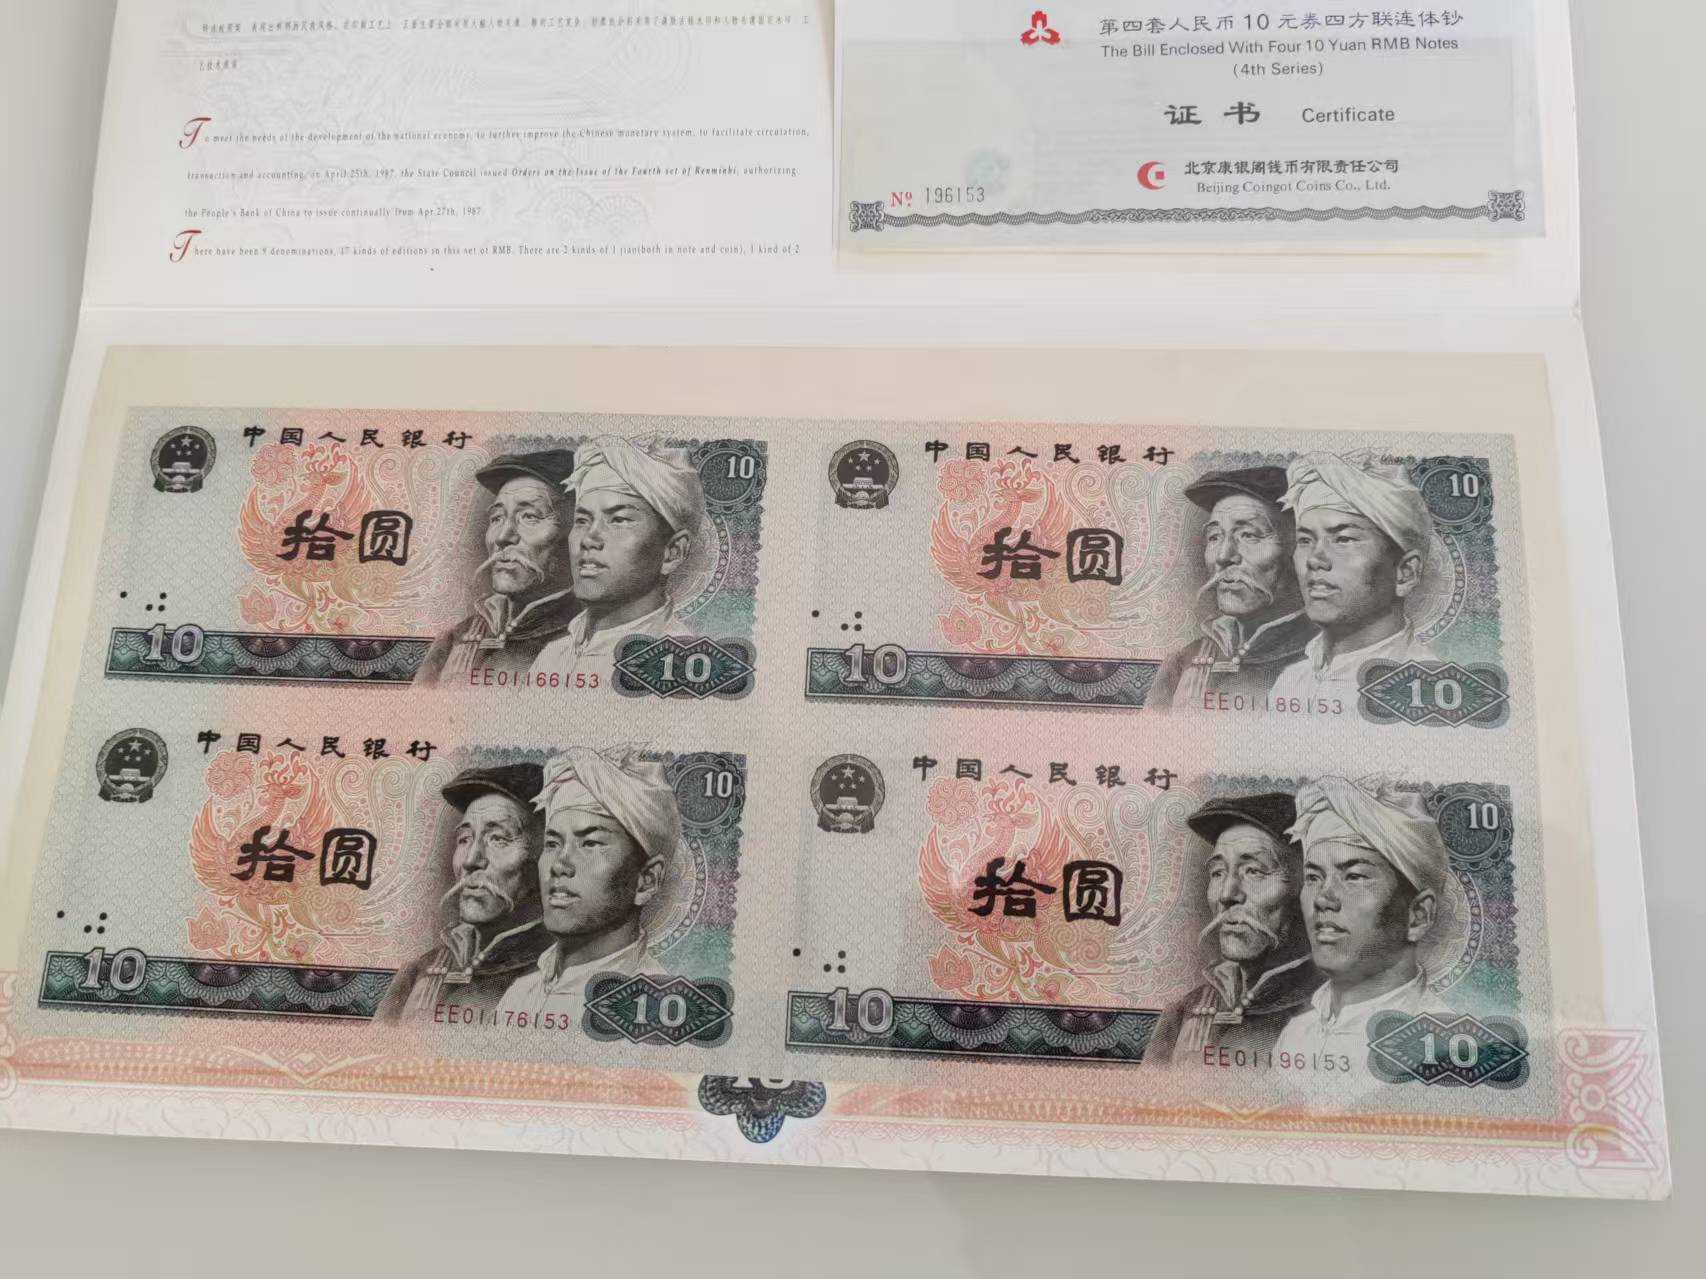 艺技术效果
To meet the needs of the development of the national economy, to further improve the Chinese monetary system, to facilitate circulation,
transaction and accounting, on April 25th, 1987, the State Council issued Orders on the Issue of the Fourth set of Renminbi, authorizing
the People's Bank of China to issue continually from Apr 27th, 1987
There have been 9 denominations, 17 kinds of editions in this set of RMB. There are 2 kinds of 1 jiao(both in note and coin), 1 kind of 2
第四套人民币10元券四方联连体钞
The Bill Enclosed With Four 10 Yuan RMB Notes
(4th Series)
证书 Certificate
北京康银阁钱币有限责任公司
Beijing Coingot Coins Co., Ltd.
Nº 196153
中国人民银行
10
拾圆
10
EE01166153
10
中国人民银行
10
拾圆
10
EE01186153
10
中国人民银行
10
拾圆
10
EE01176153
10
中国人民银行
10
拾圆
10
EE01196153
10